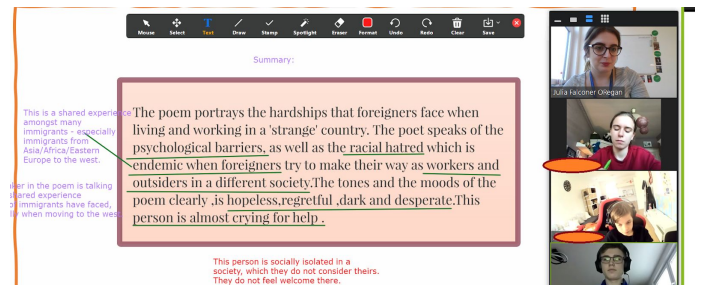 Mouse Select Text Draw Stamp Spotlight Eraser Format Undo Redo Clear Save
Summary:
The poem portrays the hardships that foreigners face when
living and working in a 'strange' country. The poet speaks of the
psychological barriers, as well as the racial hatred which is
endemic when foreigners try to make their way as workers and
outsiders in a different society.The tones and the moods of the
poem clearly ,is hopeless,regretful ,dark and desperate.This
person is almost crying for help .
This is a shared experience
amongst many
immigrants - especially
immigrants from
Asia/Africa/Eastern
Europe to the west.
in the poem is talking
experience
immigrants have faced,
when moving to the
This person is socially isolated in a
society, which they do not consider theirs.
They do not feel welcome there.
Julia Falconer ORegan